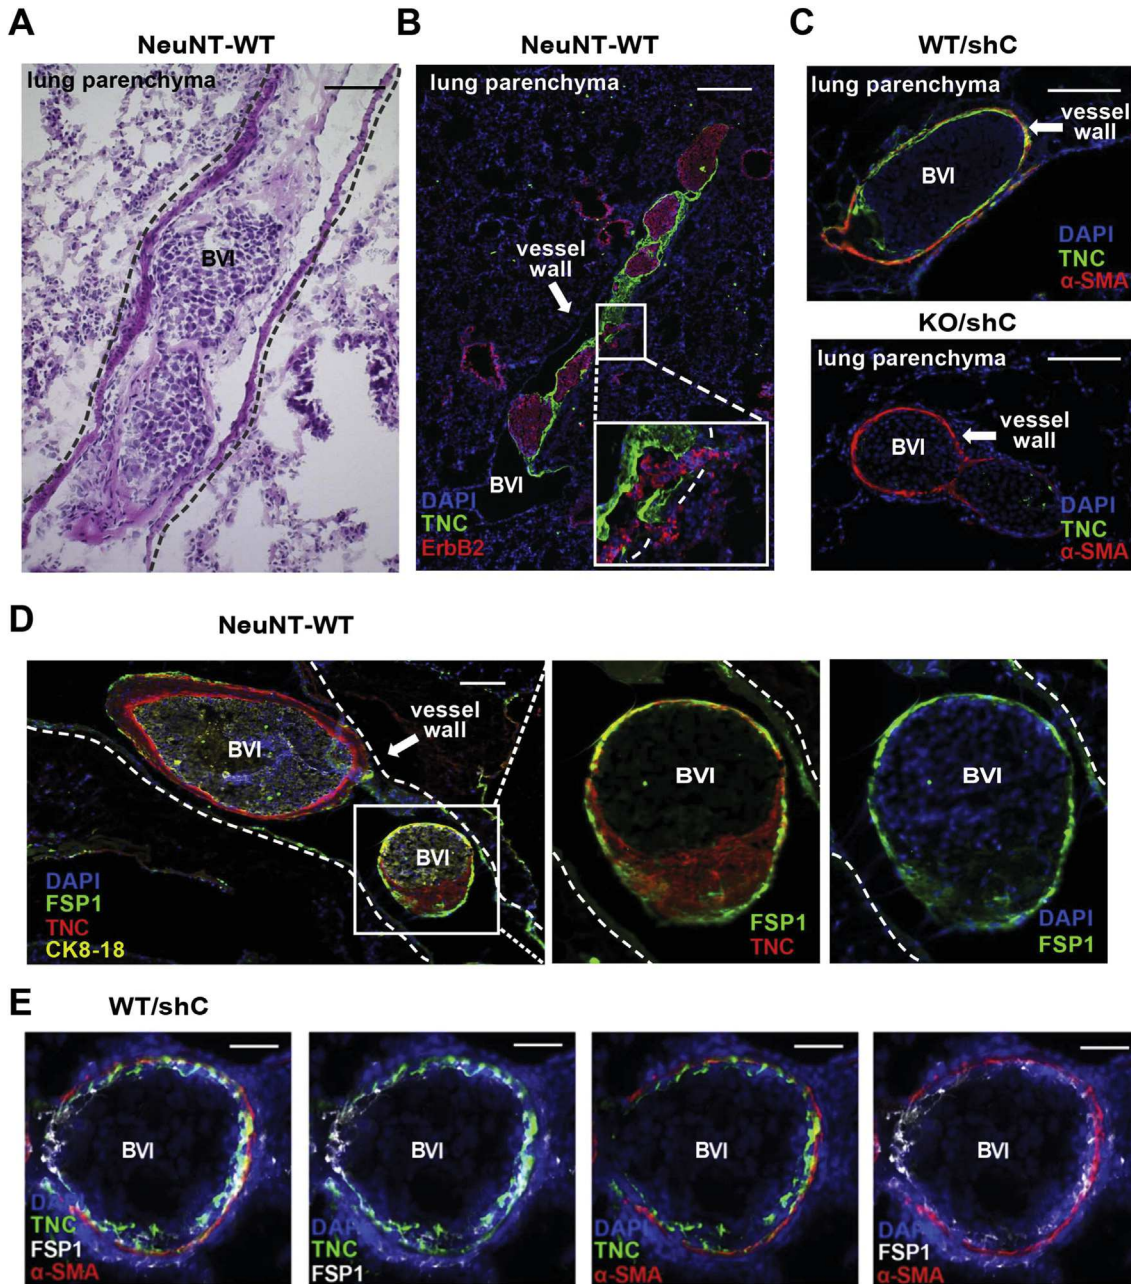 A
NeuNT-WT
lung parenchyma
BVI
B
NeuNT-WT
lung parenchyma
vessel
wall
BVI
DAPI
TNC
ErbB2
C
WT/shC
lung parenchyma
vessel
wall
BVI
DAPI
TNC
α-SMA
KO/shC
lung parenchyma
vessel
wall
BVI
DAPI
TNC
α-SMA
D
NeuNT-WT
vessel
wall
BVI
BVI
DAPI
FSP1
TNC
CK8-18
BVI
FSP1
TNC
BVI
DAPI
FSP1
E
WT/shC
BVI
DAPI
TNC
FSP1
α-SMA
BVI
DAPI
TNC
FSP1
BVI
DAPI
TNC
α-SMA
BVI
DAPI
FSP1
α-SMA